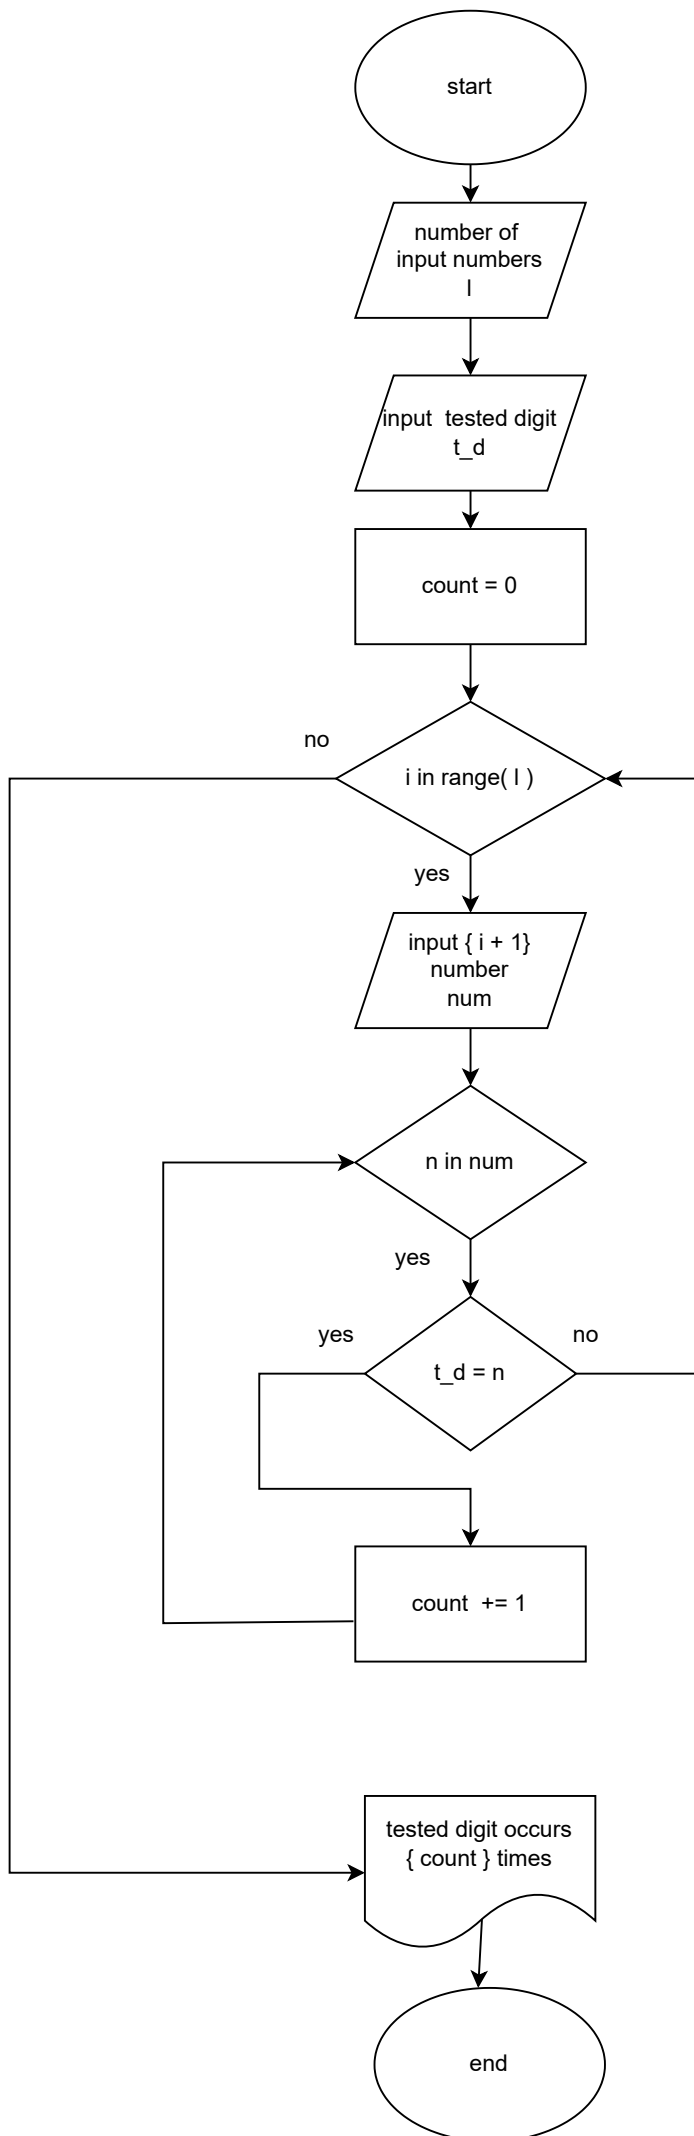 start
number of
input numbers
l
input  tested digit
t_d
count = 0
no
i in range( l )
yes
input { i + 1}
number
num
n in num
yes
yes
no
t_d = n
count  += 1
tested digit occurs
{ count } times
end